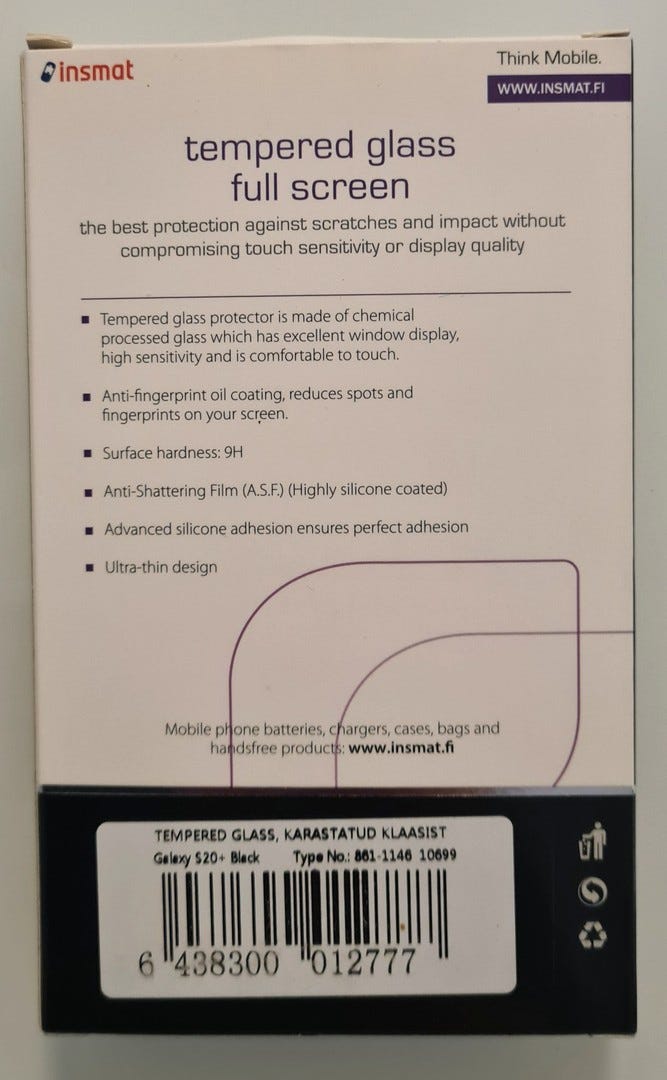 insmat
Think Mobile.
WWW.INSMAT.FI
tempered glass
full screen
the best protection against scratches and impact without
compromising touch sensitivity or display quality
Tempered glass protector is made of chemical
processed glass which has excellent window display,
high sensitivity and is comfortable to touch.
Anti-fingerprint oil coating, reduces spots and
fingerprints on your screen.
Surface hardness: 9H
Anti-Shattering Film (A.S.F.) (Highly silicone coated)
Advanced silicone adhesion ensures perfect adhesion
Ultra-thin design
Mobile phone batteries, chargers, cases, bags and
handsfree products: www.insmat.fi
TEMPERED GLASS, KARASTATUD KLAASIST
Galaxy S20+ Black Type No.: 861-1146 10699
6 438300 012777